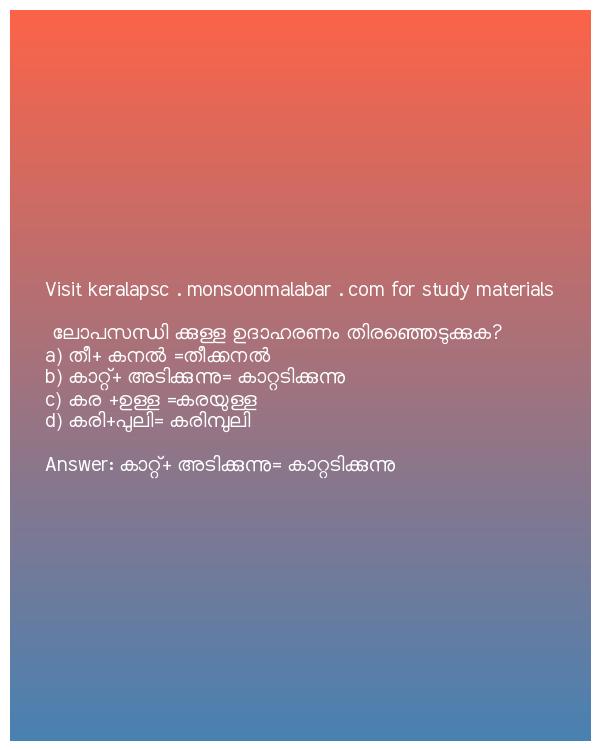 Visit keralapsc . monsoonmalabar . com for study materials
ലോപസന്ധി ക്കുള്ള ഉദാഹരണം തിരഞ്ഞെടുക്കുക?
a) തീ+ കനൽ =തീക്കനൽ
b) കാറ്റ്+ അടിക്കുന്നു= കാറ്റടിക്കുന്നു
c) കര +ഉള്ള =കരയുള്ള
d) കരി+പുലി= കരിമ്പുലി
Answer: കാറ്റ്+ അടിക്കുന്നു= കാറ്റടിക്കുന്നു